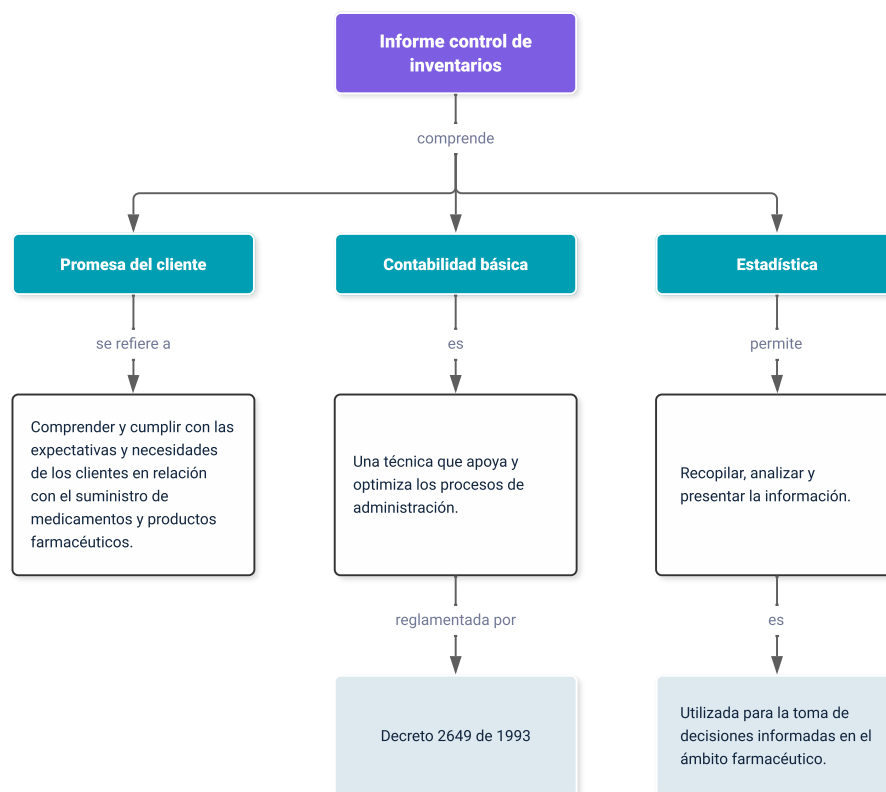 Informe control de
inventarios
comprende
Promesa del cliente
Contabilidad básica
Estadística
se refiere a
es
permite
Comprender y cumplir con las
expectativas y necesidades
de los clientes en relación
con el suministro de
medicamentos y productos
farmacéuticos.
Una técnica que apoya y
optimiza los procesos de
administración.
Recopilar, analizar y
presentar la información.
reglamentada por
es
Decreto 2649 de 1993
Utilizada para la toma de
decisiones informadas en el
ámbito farmacéutico.